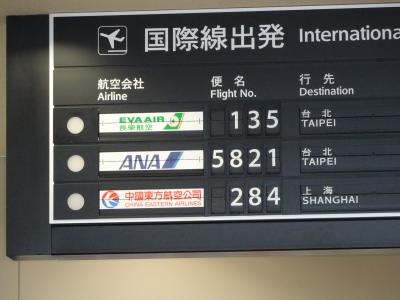 国際線出発 International
航空会社 便名 行先
Airline Flight No. Destination
EVA AIR 135 台北
長榮航空 TAIPEI
ANA 5821 台北
TAIPEI
中國東方航空公司 284 上海
CHINA EASTERN AIRLINES SHANGHAI